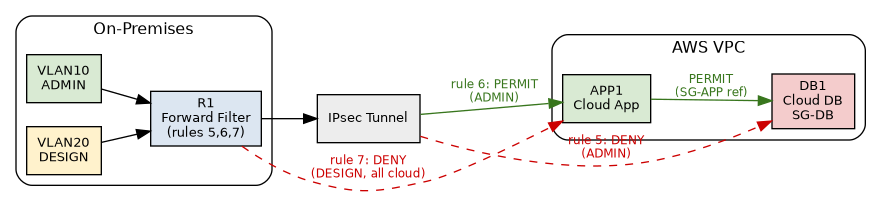 On-Premises
VLAN10
ADMIN
VLAN20
DESIGN
R1
Forward Filter
(rules 5,6,7)
IPsec Tunnel
rule 6: PERMIT
(ADMIN)
rule 7: DENY
(DESIGN, all cloud)
rule 5: DENY
(ADMIN)
AWS VPC
APP1
Cloud App
PERMIT
(SG-APP ref)
DB1
Cloud DB
SG-DB